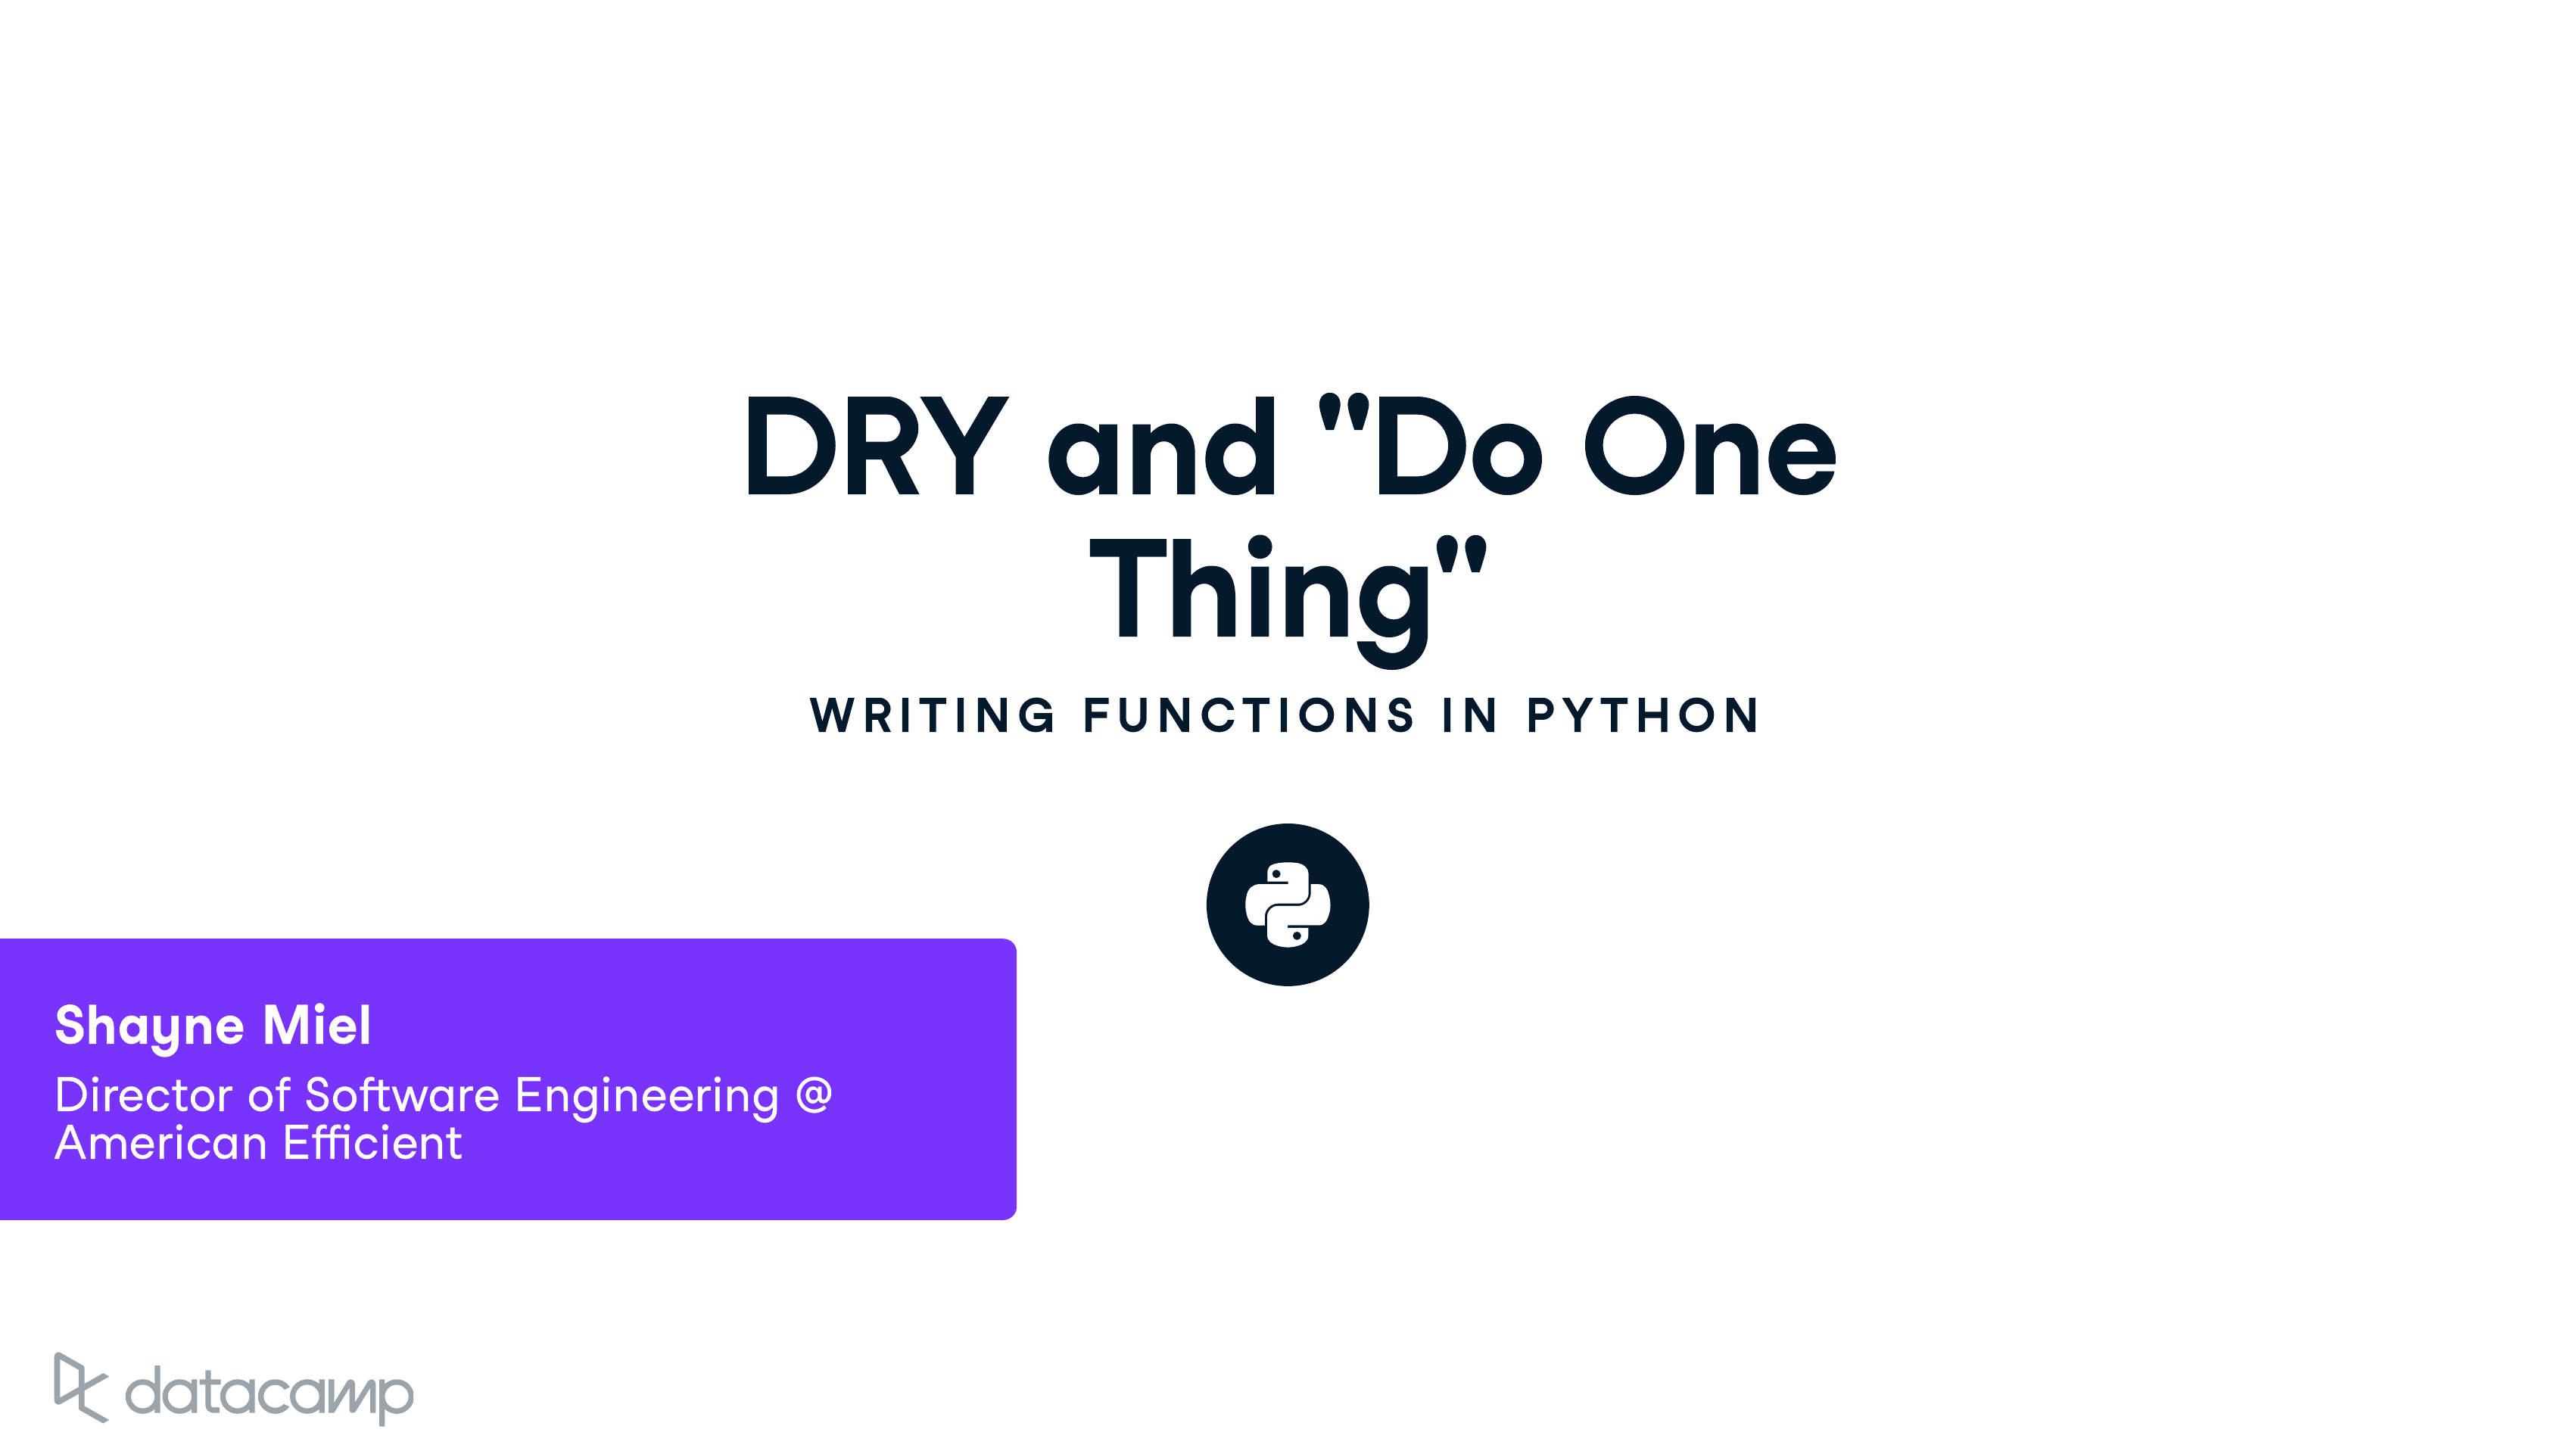 DRY and "Do One
Thing"
WRITING FUNCTIONS IN PYTHON
Shayne Miel
Director of Software Engineering @
American Efficient
datacamp